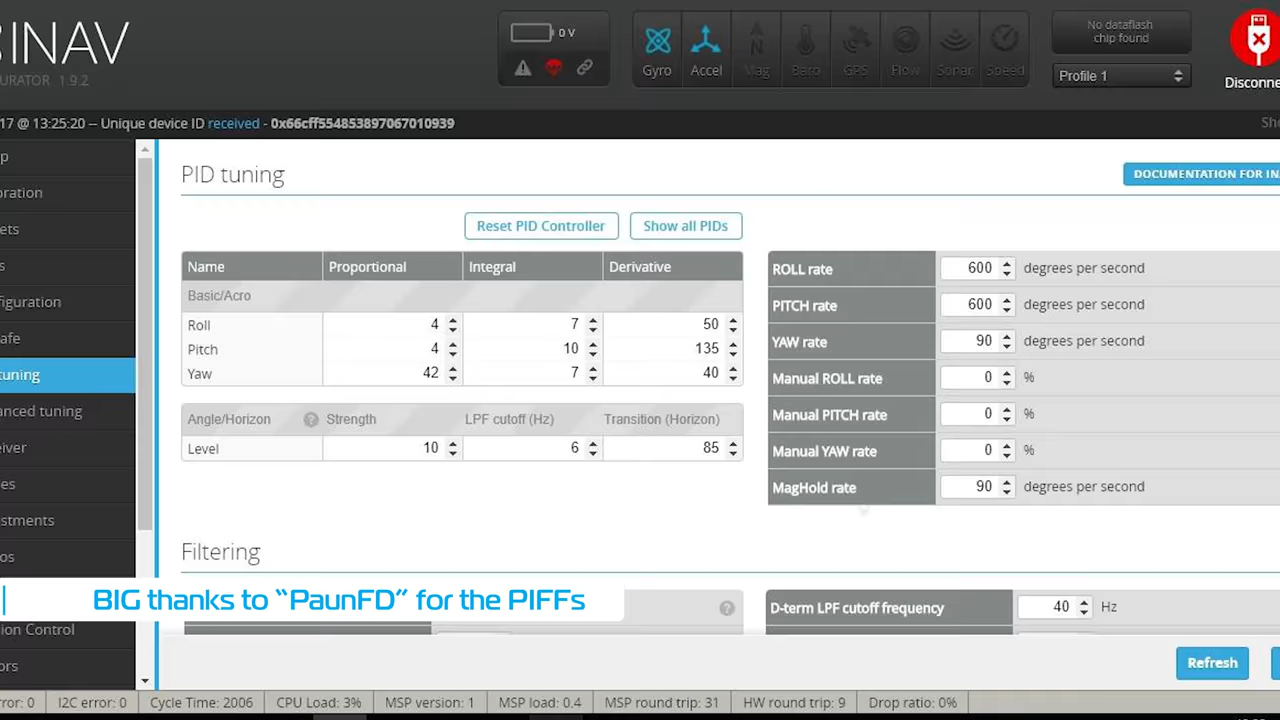 INAV
0 V
No dataflash
chip found
URATOR 1.9.2
Gyro Accel Mag Baro GPS Flow Sonar Speed
Profile 1
Disconne
17 @ 13:25:20 -- Unique device ID received - 0x66cff554853897067010939
Sho
p
PID tuning
DOCUMENTATION FOR IN
oration
ets
Reset PID Controller Show all PIDs
s
Name Proportional Integral Derivative
ROLL rate 600 degrees per second
Basic/Acro
figuration
PITCH rate 600 degrees per second
Roll 4 7 50
afe
YAW rate 90 degrees per second
Pitch 4 10 135
tuning
Yaw 42 7 40
Manual ROLL rate 0 %
anced tuning
Angle/Horizon ? Strength LPF cutoff (Hz) Transition (Horizon)
Manual PITCH rate 0 %
eiver
Level 10 6 85
Manual YAW rate 0 %
es
MagHold rate 90 degrees per second
stments
Filtering
os
BIG thanks to “PaunFD” for the PIFFs
?
D-term LPF cutoff frequency 40 Hz
ion Control
ors
Refresh
rror: 0 I2C error: 0 Cycle Time: 2006 CPU Load: 3% MSP version: 1 MSP load: 0.4 MSP round trip: 31 HW round trip: 9 Drop ratio: 0%